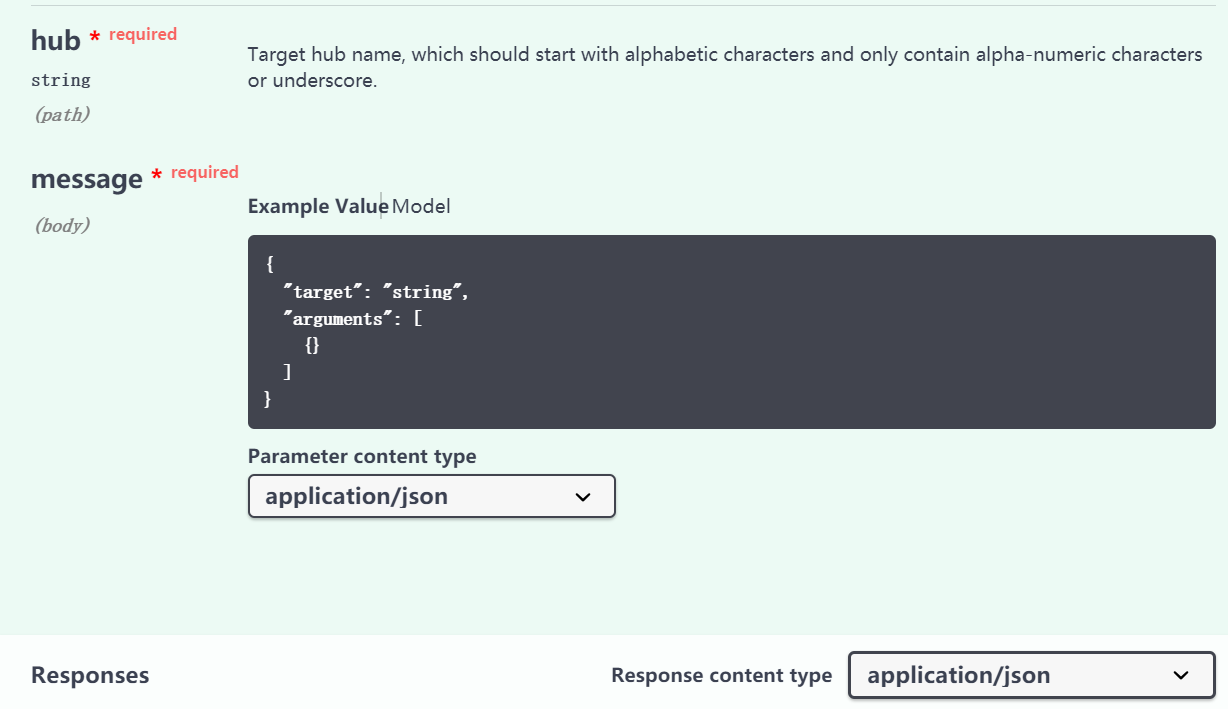 hub * required
string
(path)
Target hub name, which should start with alphabetic characters and only contain alpha-numeric characters
or underscore.
message * required
(body)
Example Value Model
{
  "target": "string",
  "arguments": [
    {}
  ]
}
Parameter content type
application/json
Responses
Response content type
application/json